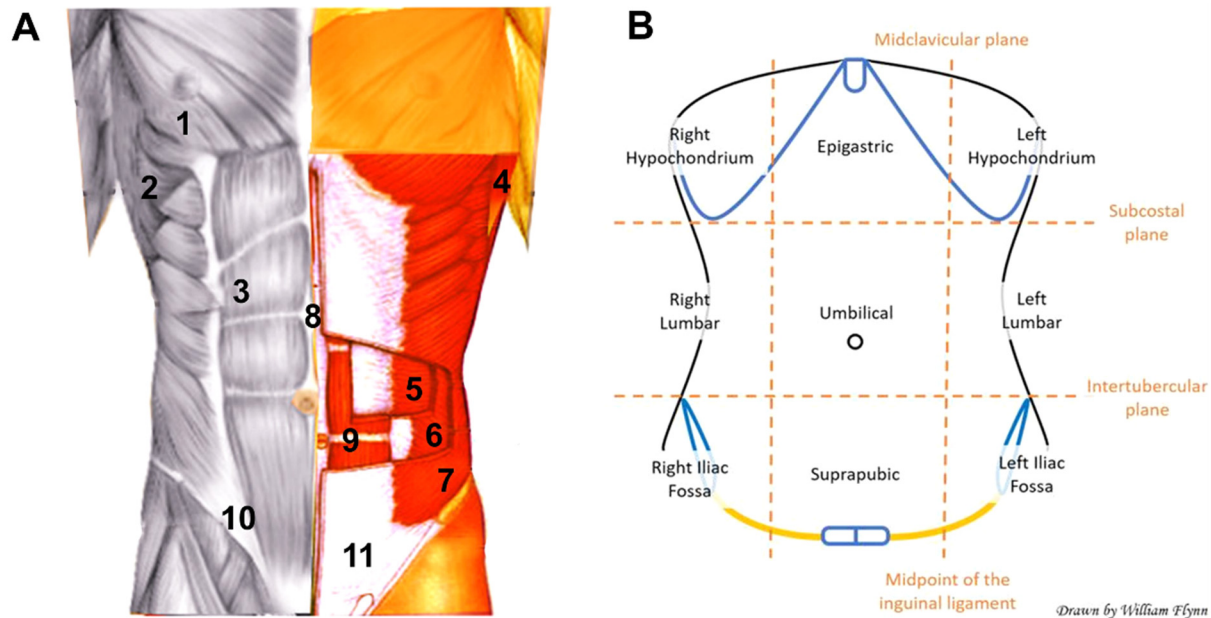 A
1
2
3
4
5
6
7
8
9
10
11
B
Midclavicular plane
Right
Hypochondrium
Epigastric
Left
Hypochondrium
Subcostal
plane
Right
Lumbar
Umbilical
Left
Lumbar
Intertubercular
plane
Right Iliac
Fossa
Suprapubic
Left Iliac
Fossa
Midpoint of the
inguinal ligament
Drawn by William Flynn